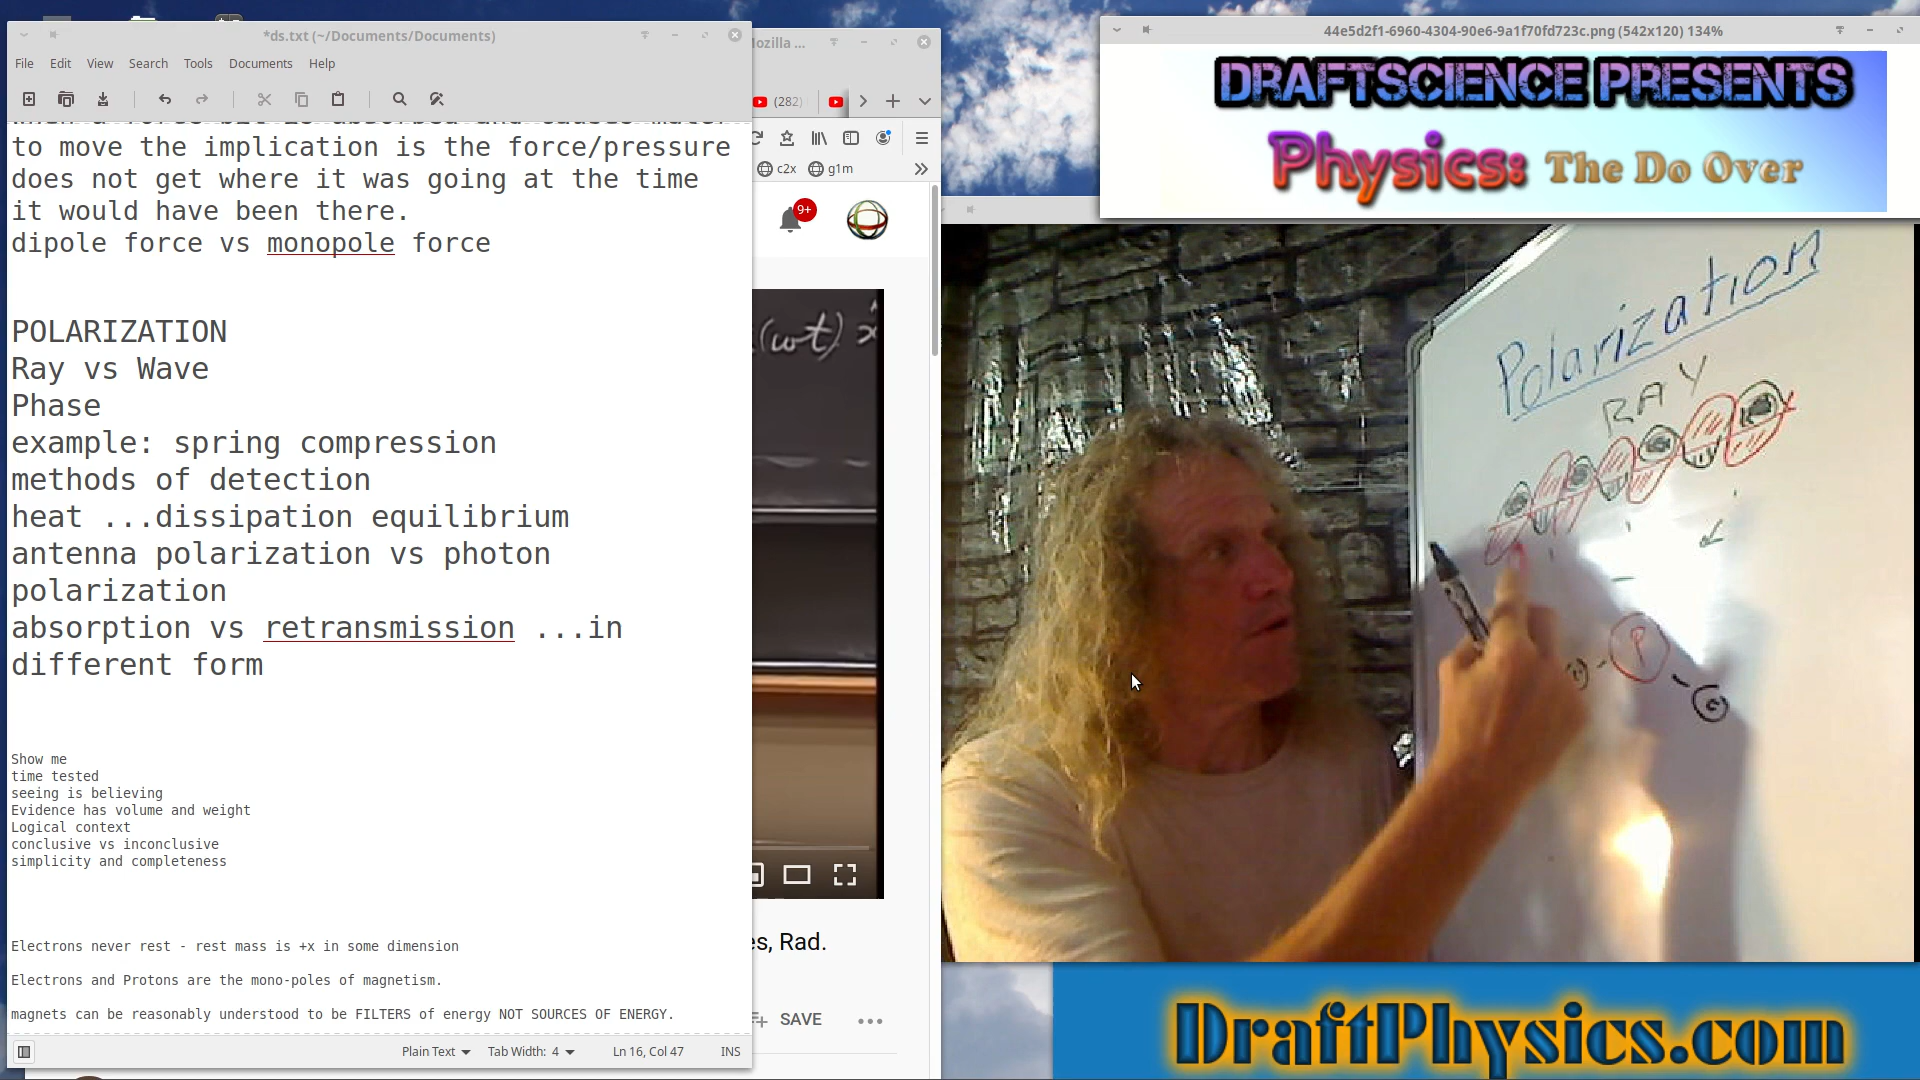 *ds.txt (~/Documents/Documents)
File Edit View Search Tools Documents Help
to move the implication is the force/pressure
does not get where it was going at the time
it would have been there.
dipole force vs monopole force
POLARIZATION
Ray vs Wave
Phase
example: spring compression
methods of detection
heat ...dissipation equilibrium
antenna polarization vs photon
polarization
absorption vs retransmission ...in
different form
Show me
time tested
seeing is believing
Evidence has volume and weight
Logical context
conclusive vs inconclusive
simplicity and completeness
Electrons never rest - rest mass is +x in some dimension
Electrons and Protons are the mono-poles of magnetism.
magnets can be reasonably understood to be FILTERS of energy NOT SOURCES OF ENERGY.
Plain Text Tab Width: 4 Ln 16, Col 47 INS
ozilla ...
(282)
c2x g1m
9+
(ωt) x̂
es, Rad.
SAVE
44e5d2f1-6960-4304-90e6-9a1f70fd723c.png (542x120) 134%
DRAFTSCIENCE PRESENTS
Physics: The Do Over
Polarization
RAY
P
e
DraftPhysics.com